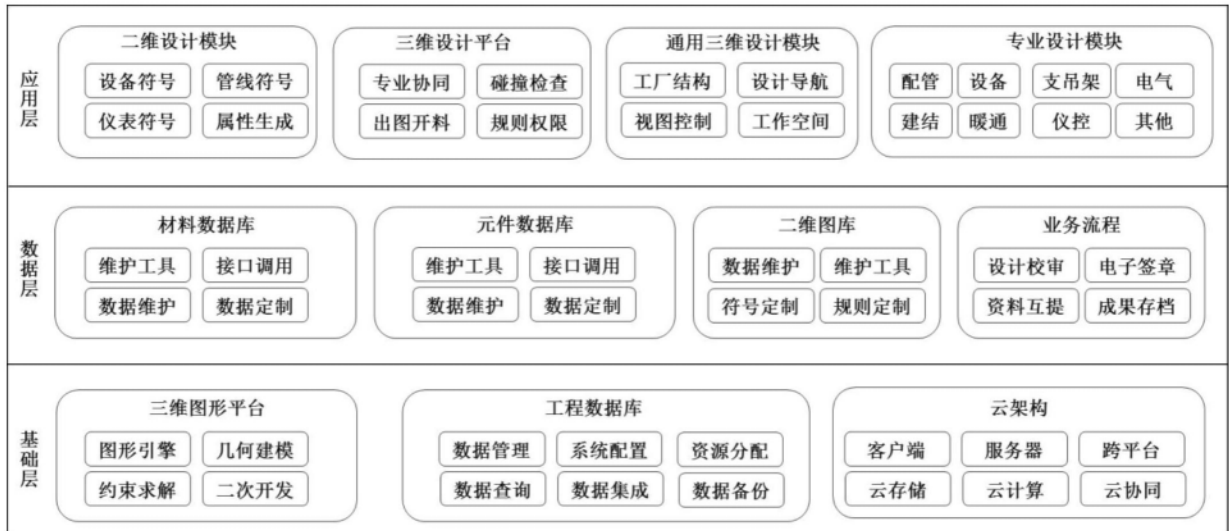 应用层
二维设计模块
设备符号 管线符号
仪表符号 属性生成
三维设计平台
专业协同 碰撞检查
出图开料 规则权限
通用三维设计模块
工厂结构 设计导航
视图控制 工作空间
专业设计模块
配管 设备 支吊架 电气
建结 暖通 仪控 其他
数据层
材料数据库
维护工具 接口调用
数据维护 数据定制
元件数据库
维护工具 接口调用
数据维护 数据定制
二维图库
数据维护 维护工具
符号定制 规则定制
业务流程
设计校审 电子签章
资料互提 成果存档
基础层
三维图形平台
图形引擎 几何建模
约束求解 二次开发
工程数据库
数据管理 系统配置 资源分配
数据查询 数据集成 数据备份
云架构
客户端 服务器 跨平台
云存储 云计算 云协同